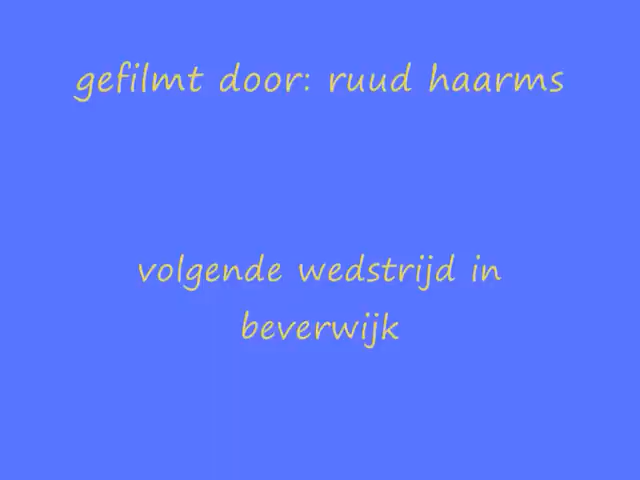 gefilmt door: ruud haarms
volgende wedstrijd in
beverwijk